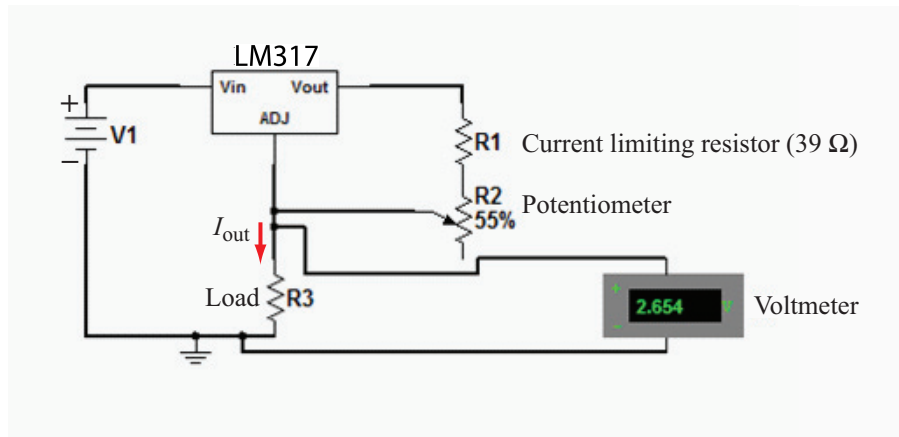 LM317
Vin Vout
ADJ
+
V1
−
R1 Current limiting resistor (39 Ω)
R2
55%
Potentiometer
Iout
Load R3
+
2.654
V
−
Voltmeter